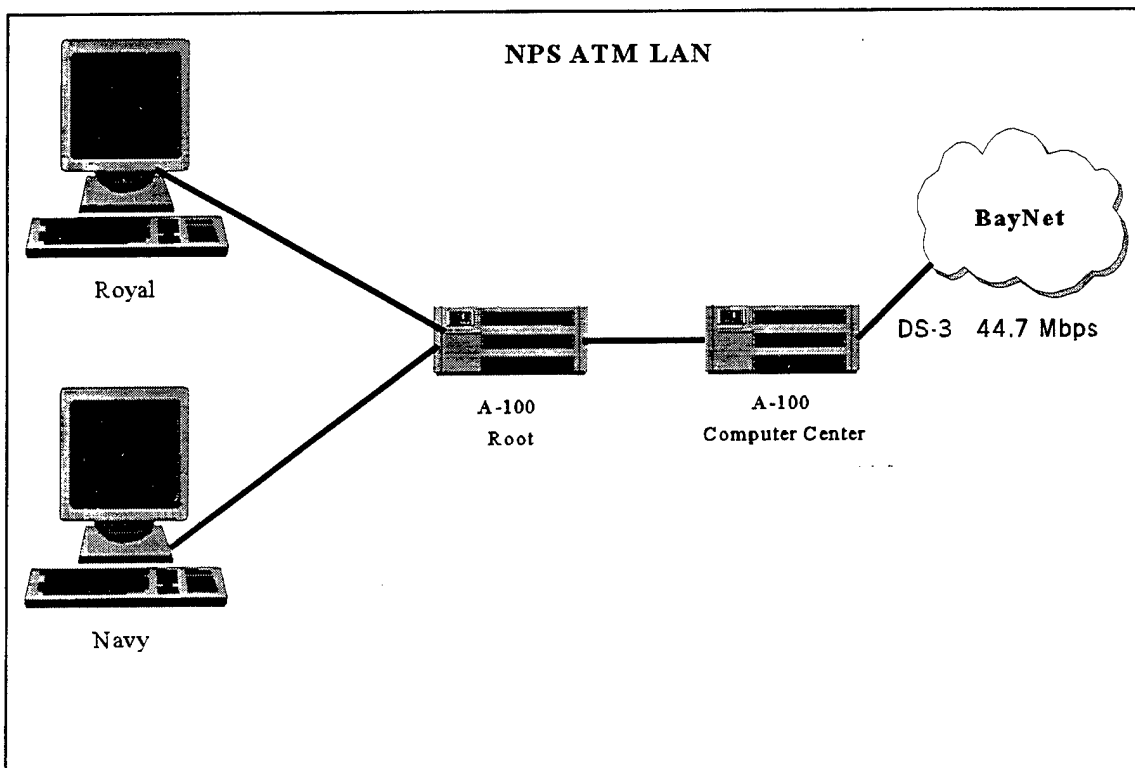 NPS ATM LAN
BayNet
Royal
DS-3 44.7 Mbps
A-100
Root
A-100
Computer Center
Navy